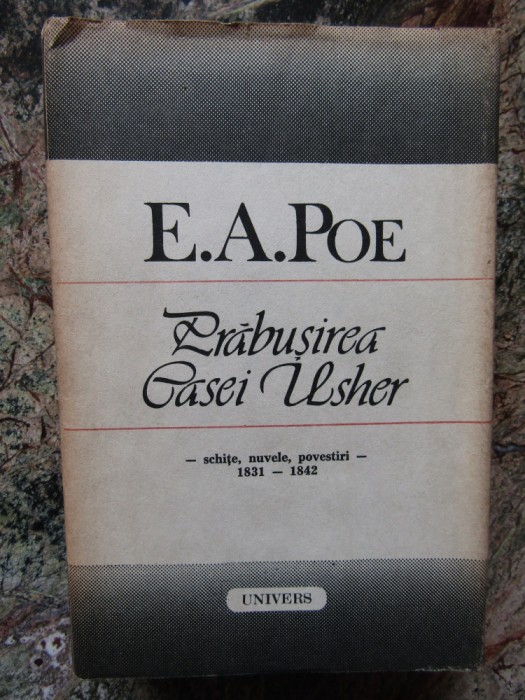 E.A.POE
Prăbușirea
Casei Usher
— schițe, nuvele, povestiri —
1831 — 1842
UNIVERS